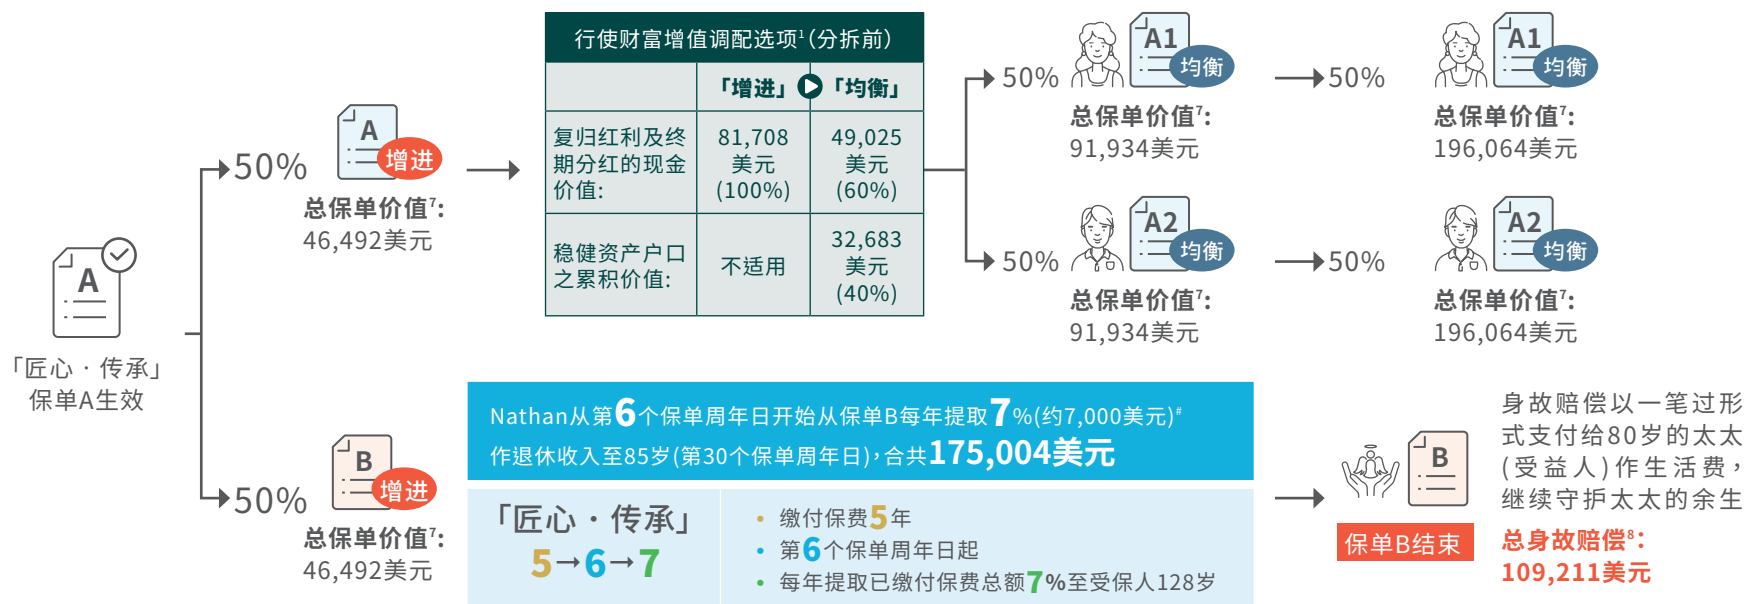 A
「匠心．传承」
保单A生效
50%
A
增进
总保单价值7:
46,492美元
50%
B
增进
总保单价值7:
46,492美元
行使财富增值调配选项1(分拆前)
「增进」 「均衡」
复归红利及终
期分红的现金
价值:
81,708
美元
(100%)
49,025
美元
(60%)
稳健资产户口
之累积价值:
不适用
32,683
美元
(40%)
50%
A1
均衡
总保单价值7:
91,934美元
50%
A1
均衡
总保单价值7:
196,064美元
50%
A2
均衡
总保单价值7:
91,934美元
50%
A2
均衡
总保单价值7:
196,064美元
Nathan从第6个保单周年日开始从保单B每年提取7%(约7,000美元)#
作退休收入至85岁(第30个保单周年日)，合共175,004美元
「匠心．传承」
5→6→7
• 缴付保费5年
• 第6个保单周年日起
• 每年提取已缴付保费总额7%至受保人128岁
B
保单B结束
身故赔偿以一笔过形
式支付给80岁的太太
(受益人)作生活费，
继续守护太太的余生
总身故赔偿8:
109,211美元